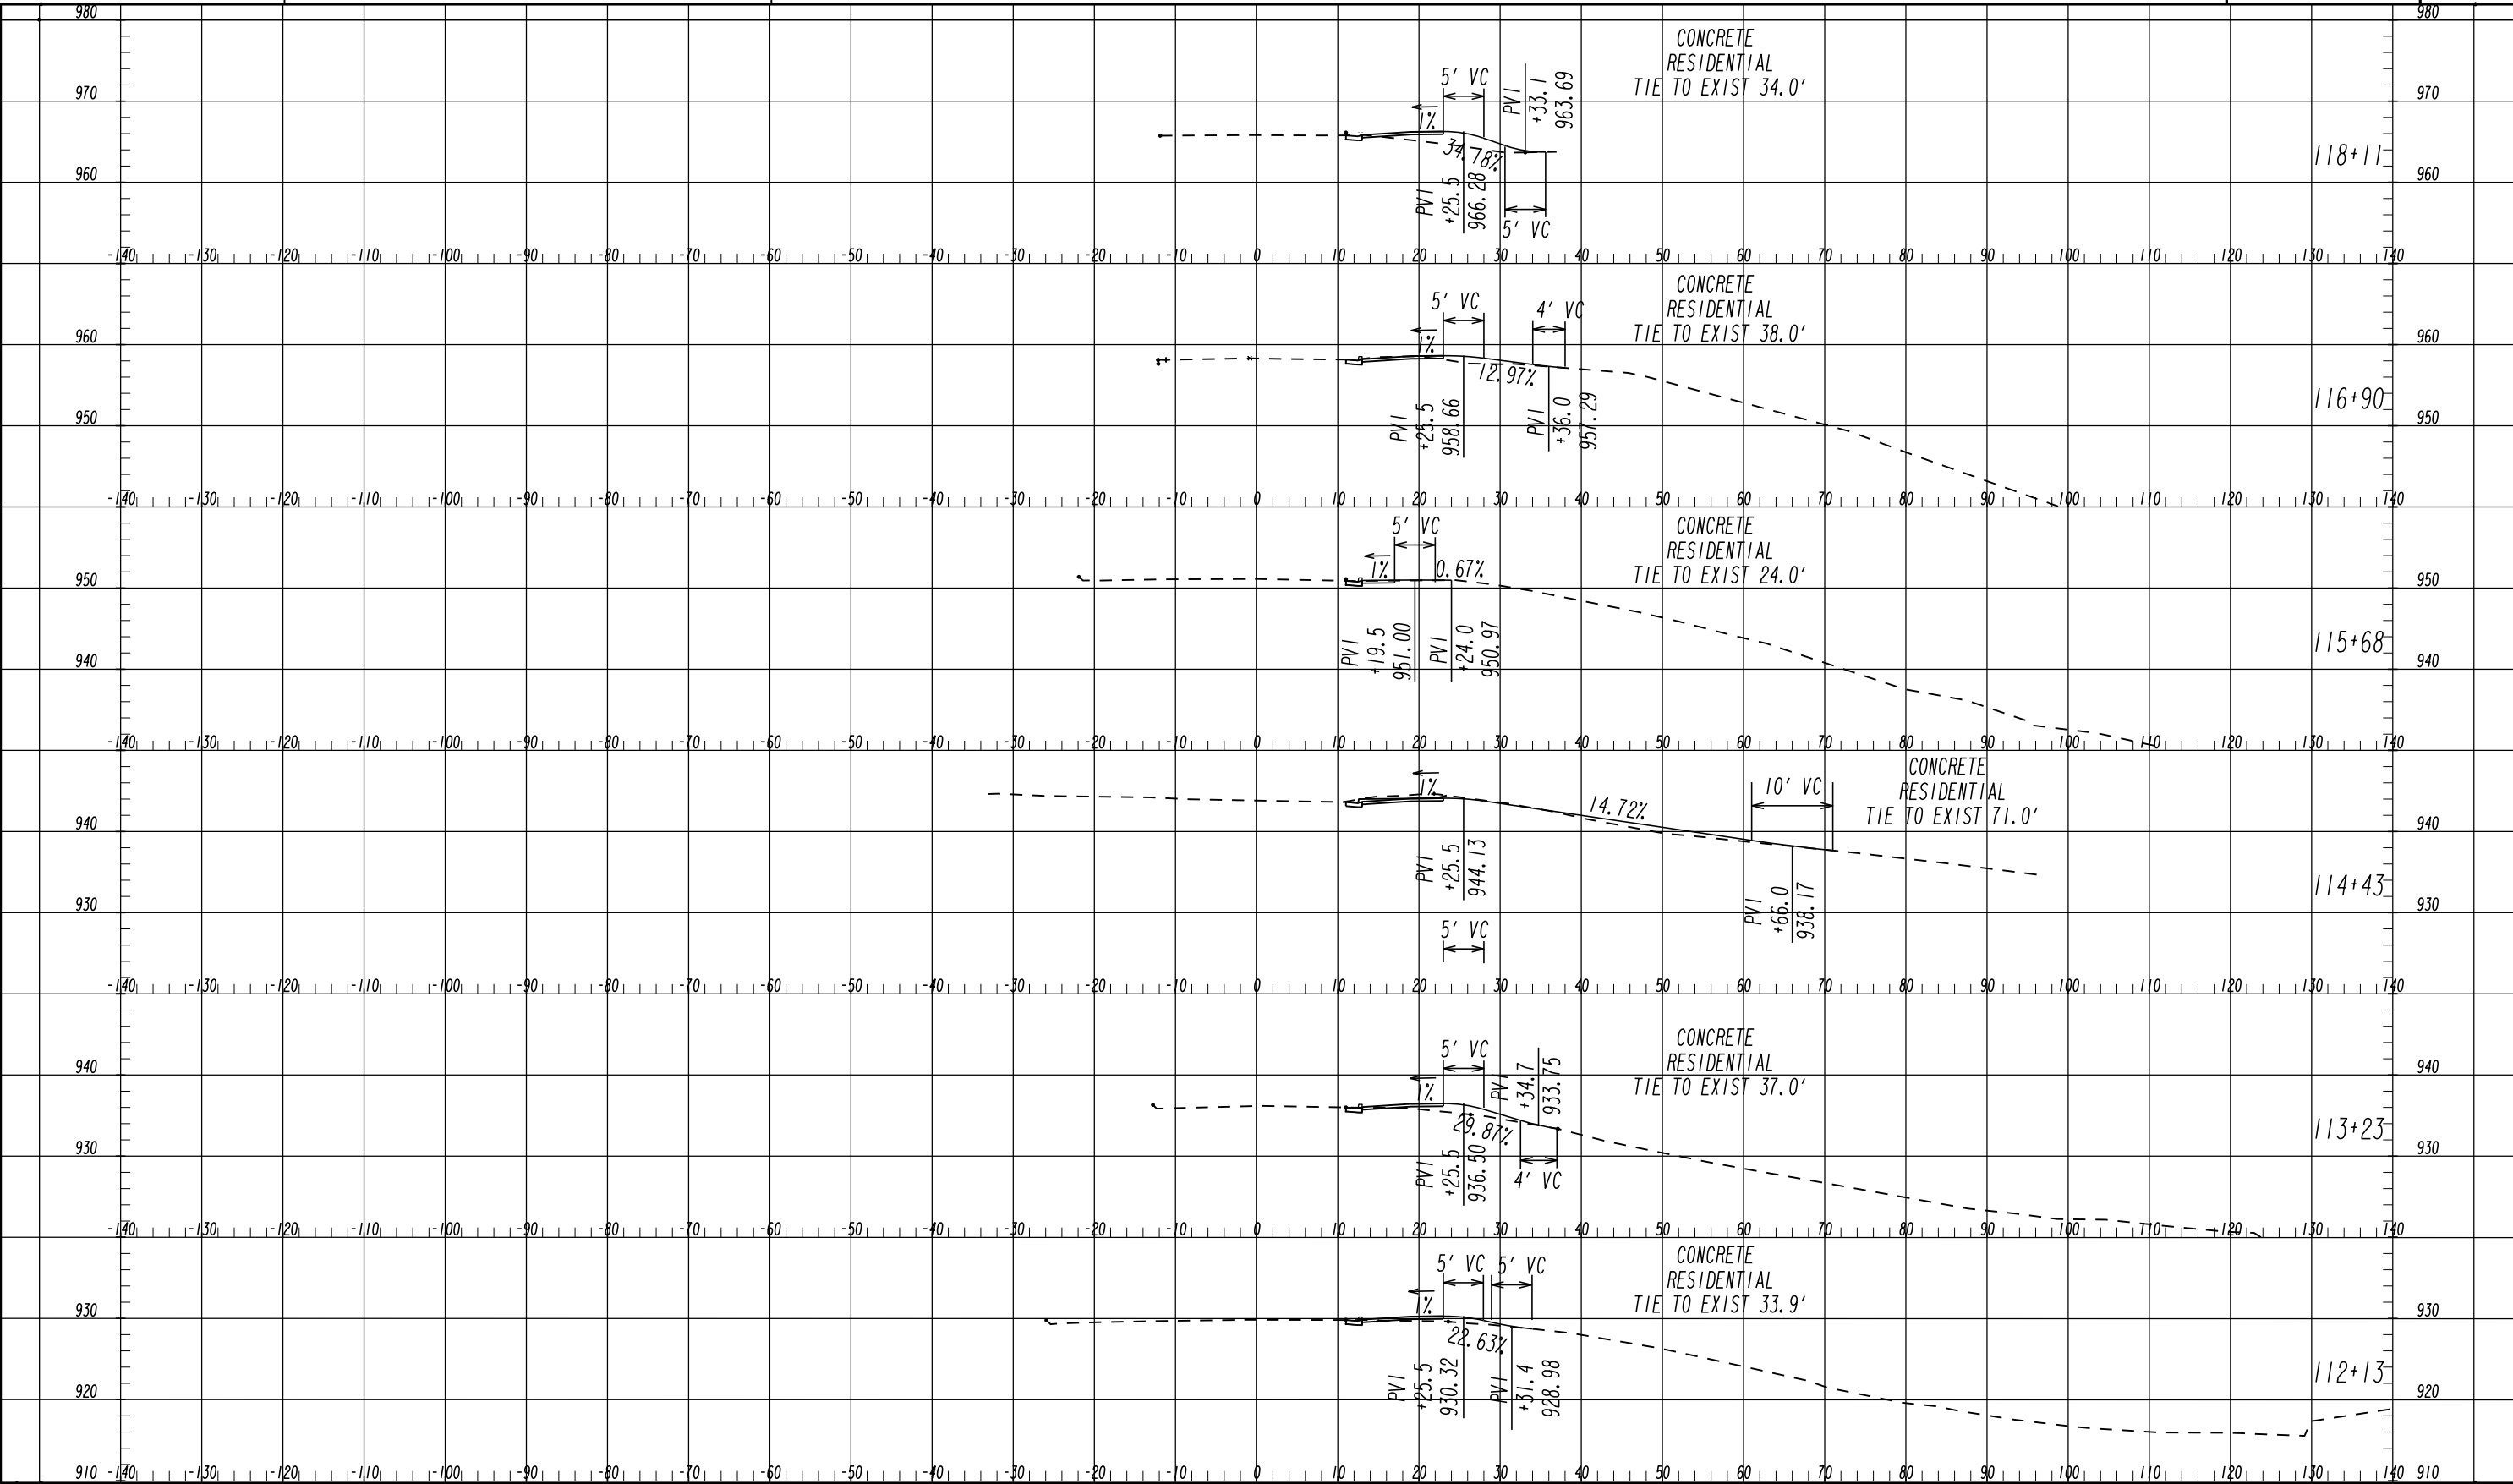 980 980
CONCRETE
RESIDENTIAL
TIE TO EXIST 34.0'
5' VC
PVI
+33.1
963.69
970 970
1%
34.78%
118+11
960 960
PVI
+25.5
966.28
5' VC
-140 -130 -120 -110 -100 -90 -80 -70 -60 -50 -40 -30 -20 -10 0 10 20 30 40 50 60 70 80 90 100 110 120 130 140
CONCRETE
RESIDENTIAL
TIE TO EXIST 38.0'
5' VC
4' VC
960 960
1%
12.97%
116+90
PVI
+25.5
958.66
PVI
+36.0
957.29
950 950
-140 -130 -120 -110 -100 -90 -80 -70 -60 -50 -40 -30 -20 -10 0 10 20 30 40 50 60 70 80 90 100 110 120 130 140
CONCRETE
RESIDENTIAL
TIE TO EXIST 24.0'
5' VC
1%
0.67%
950 950
115+68
PVI
+19.5
951.00
PVI
+24.0
950.97
940 940
-140 -130 -120 -110 -100 -90 -80 -70 -60 -50 -40 -30 -20 -10 0 10 20 30 40 50 60 70 80 90 100 110 120 130 140
CONCRETE
RESIDENTIAL
TIE TO EXIST 71.0'
10' VC
1%
14.72%
940 940
114+43
PVI
+25.5
944.13
PVI
+66.0
938.17
930 930
5' VC
-140 -130 -120 -110 -100 -90 -80 -70 -60 -50 -40 -30 -20 -10 0 10 20 30 40 50 60 70 80 90 100 110 120 130 140
CONCRETE
RESIDENTIAL
TIE TO EXIST 37.0'
5' VC
PVI
+34.7
933.75
940 940
1%
29.87%
113+23
930 930
PVI
+25.5
936.50
4' VC
-140 -130 -120 -110 -100 -90 -80 -70 -60 -50 -40 -30 -20 -10 0 10 20 30 40 50 60 70 80 90 100 110 120 130 140
CONCRETE
RESIDENTIAL
TIE TO EXIST 33.9'
5' VC
5' VC
1%
930 930
22.63%
112+13
PVI
+25.5
930.32
PVI
+31.4
928.98
920 920
910 -140 -130 -120 -110 -100 -90 -80 -70 -60 -50 -40 -30 -20 -10 0 10 20 30 40 50 60 70 80 90 100 110 120 130 140 910